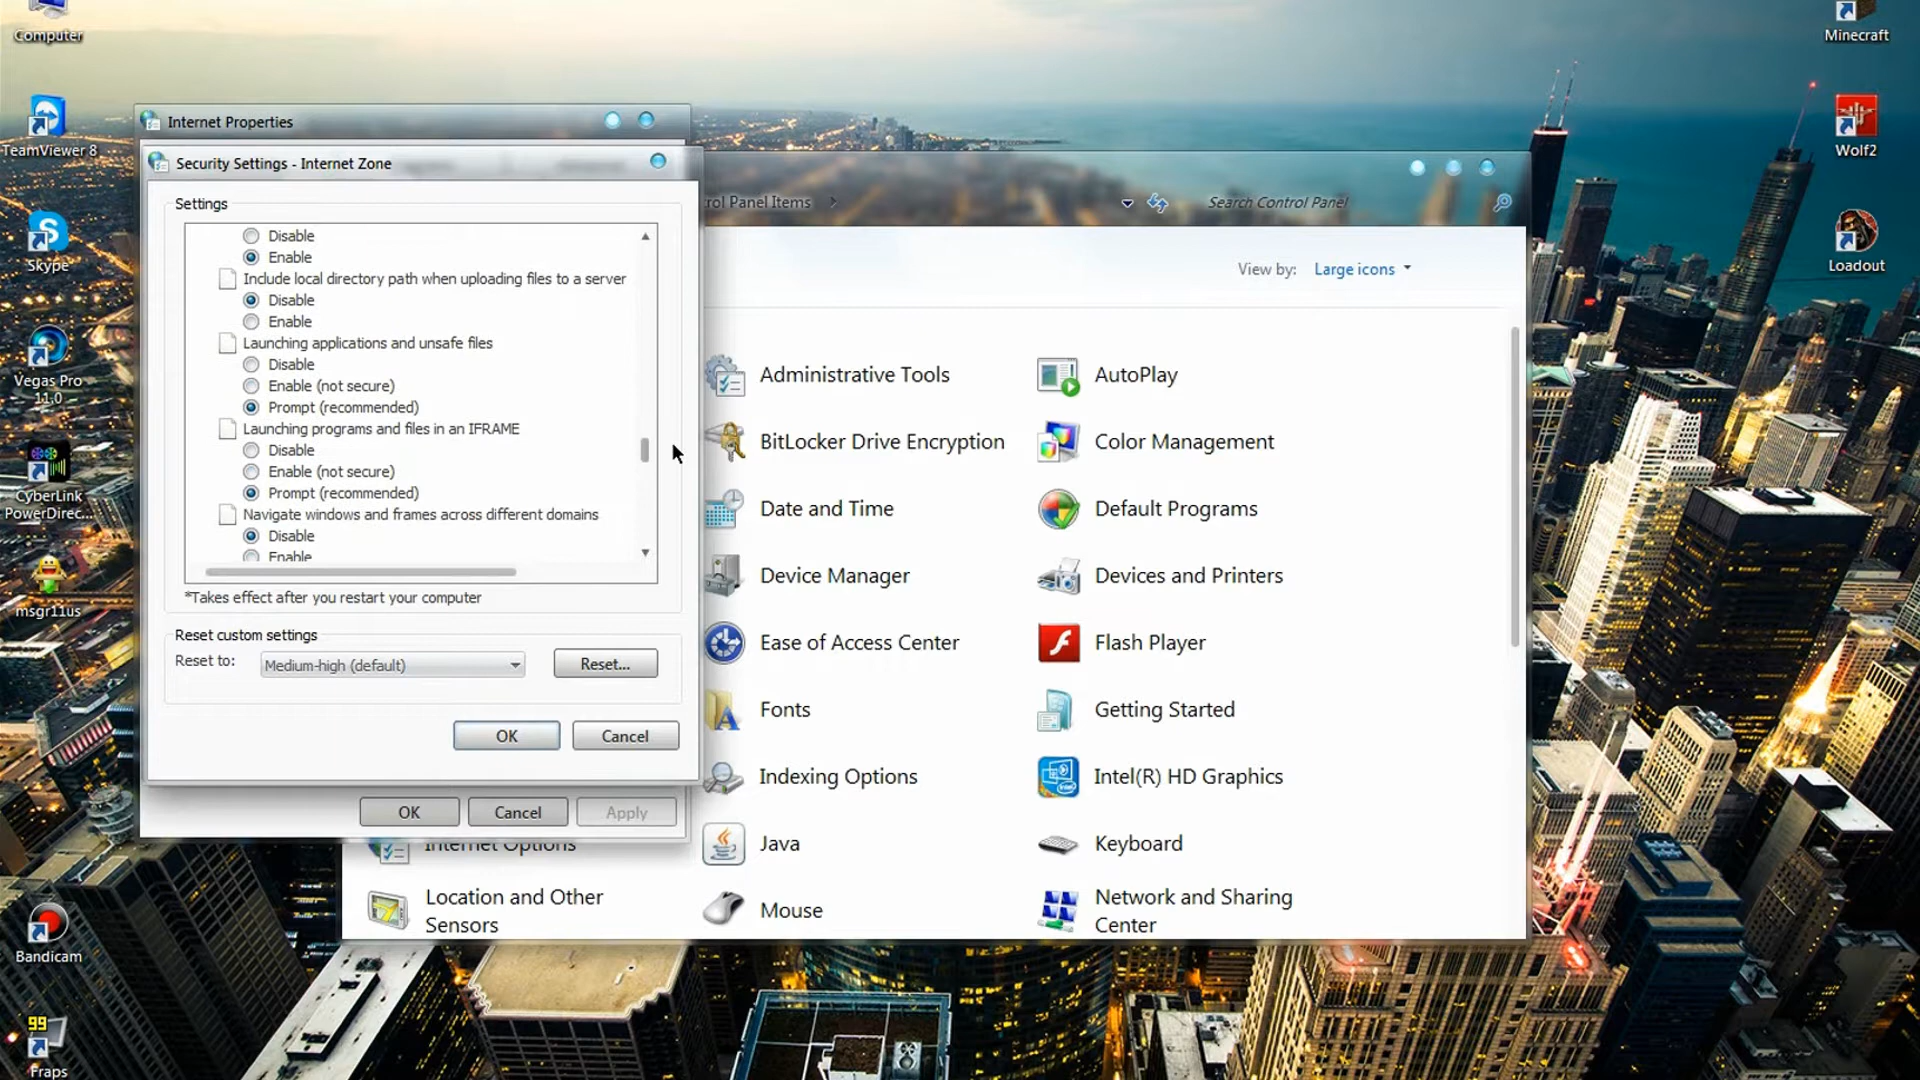 Computer
TeamViewer 8
Skype
Vegas Pro
11.0
CyberLink
PowerDirec...
msgr11us
Bandicam
99
Fraps
Minecraft
Wolf2
Loadout
Internet Properties
Security Settings - Internet Zone
Settings
Disable
Enable
Include local directory path when uploading files to a server
Disable
Enable
Launching applications and unsafe files
Disable
Enable (not secure)
Prompt (recommended)
Launching programs and files in an IFRAME
Disable
Enable (not secure)
Prompt (recommended)
Navigate windows and frames across different domains
Disable
Enable
*Takes effect after you restart your computer
Reset custom settings
Reset to:
Medium-high (default)
Reset...
OK
Cancel
OK
Cancel
Apply
rol Panel Items
Search Control Panel
View by:
Large icons
Administrative Tools
AutoPlay
BitLocker Drive Encryption
Color Management
Date and Time
Default Programs
Device Manager
Devices and Printers
Ease of Access Center
Flash Player
Fonts
Getting Started
Indexing Options
Intel(R) HD Graphics
Internet Options
Java
Keyboard
Location and Other
Sensors
Mouse
Network and Sharing
Center